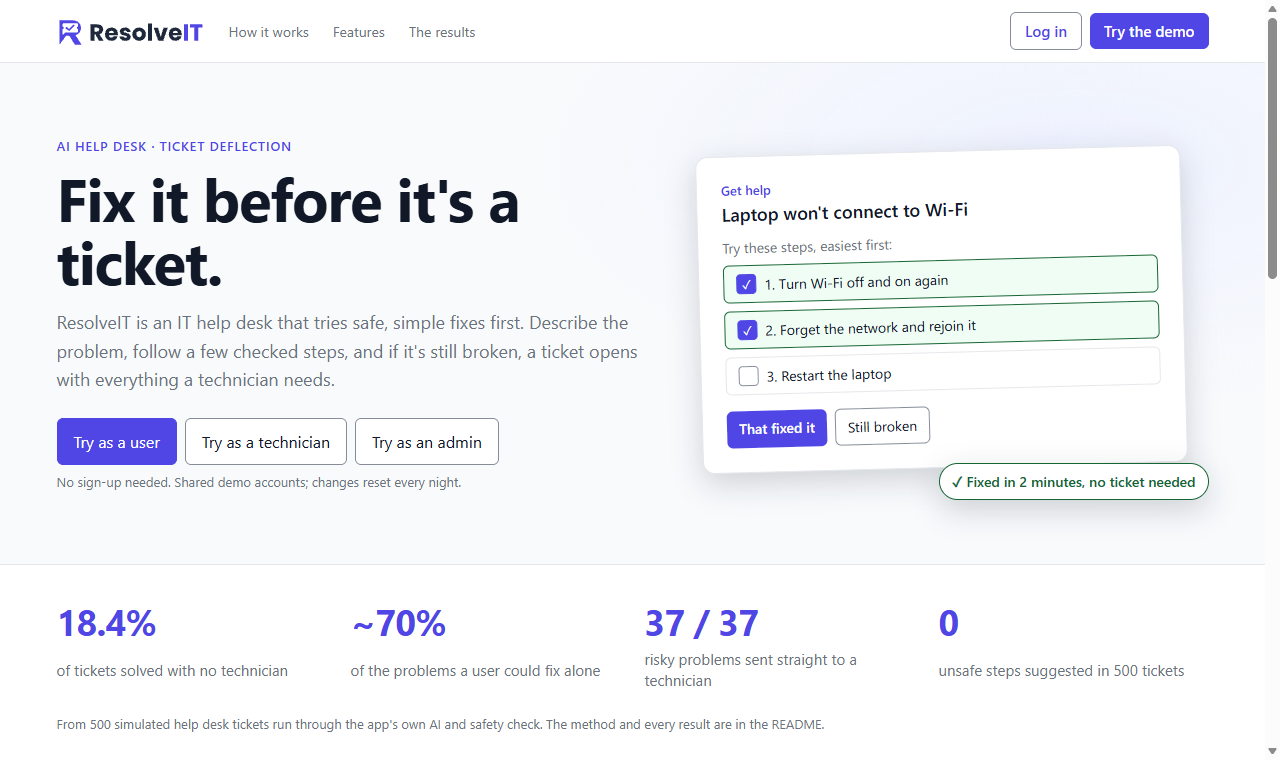 ResolveIT
How it works
Features
The results
Log in
Try the demo
AI HELP DESK · TICKET DEFLECTION
Fix it before it's a
ticket.
ResolveIT is an IT help desk that tries safe, simple fixes first. Describe the
problem, follow a few checked steps, and if it's still broken, a ticket opens
with everything a technician needs.
Try as a user
Try as a technician
Try as an admin
No sign-up needed. Shared demo accounts; changes reset every night.
Get help
Laptop won't connect to Wi-Fi
Try these steps, easiest first:
✓ 1. Turn Wi-Fi off and on again
✓ 2. Forget the network and rejoin it
3. Restart the laptop
That fixed it
Still broken
✓ Fixed in 2 minutes, no ticket needed
18.4%
of tickets solved with no technician
~70%
of the problems a user could fix alone
37 / 37
risky problems sent straight to a
technician
0
unsafe steps suggested in 500 tickets
From 500 simulated help desk tickets run through the app's own AI and safety check. The method and every result are in the README.